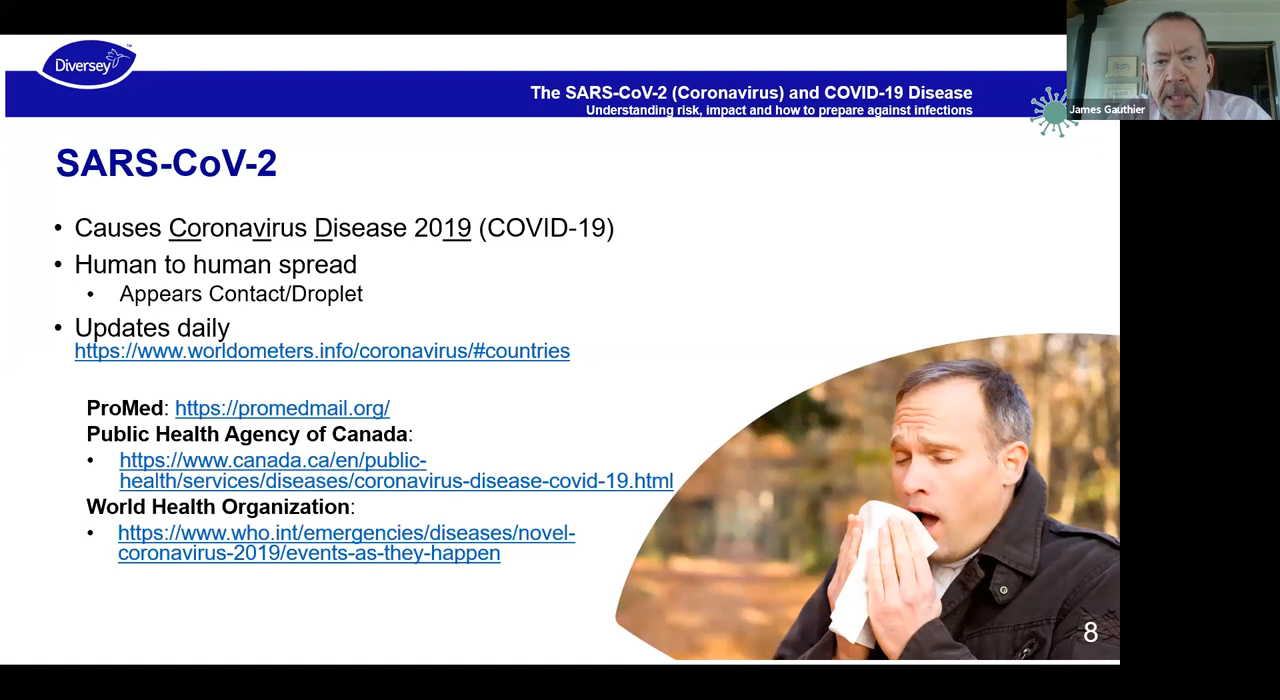 Diversey™
The SARS-CoV-2 (Coronavirus) and COVID-19 Disease
Understanding risk, impact and how to prepare against infections
James Gauthier
SARS-CoV-2
• Causes Coronavirus Disease 2019 (COVID-19)
• Human to human spread
• Appears Contact/Droplet
• Updates daily
https://www.worldometers.info/coronavirus/#countries
ProMed: https://promedmail.org/
Public Health Agency of Canada:
• https://www.canada.ca/en/public-
health/services/diseases/coronavirus-disease-covid-19.html
World Health Organization:
• https://www.who.int/emergencies/diseases/novel-
coronavirus-2019/events-as-they-happen
8